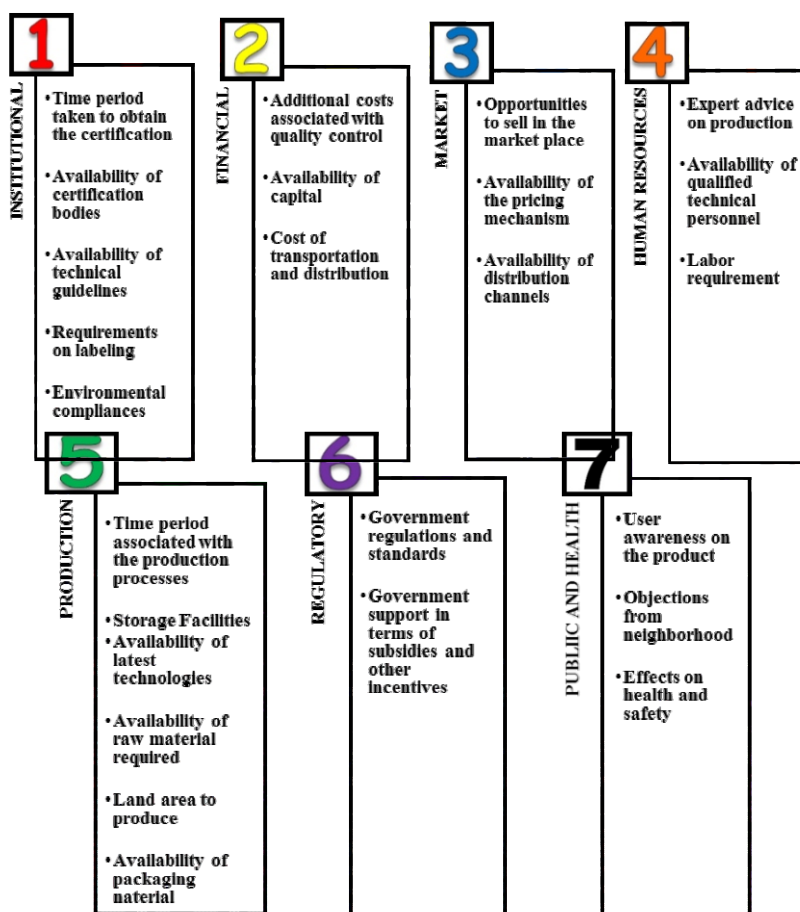 1
INSTITUTIONAL
• Time period
taken to obtain
the certification
• Availability of
certification
bodies
• Availability of
technical
guidelines
• Requirements
on labeling
• Environmental
compliances
2
FINANCIAL
• Additional costs
associated with
quality control
• Availability of
capital
• Cost of
transportation
and distribution
3
MARKET
• Opportunities
to sell in the
market place
• Availability of
the pricing
mechanism
• Availability of
distribution
channels
4
HUMAN RESOURCES
• Expert advice
on production
• Availability of
qualified
technical
personnel
• Labor
requirement
5
PRODUCTION
• Time period
associated with
the production
processes
• Storage Facilities
• Availability of
latest
technologies
• Availability of
raw material
required
• Land area to
produce
• Availability of
packaging
naterial
6
REGULATORY
• Government
regulations and
standards
• Government
support in
terms of
subsidies and
other
incentives
7
PUBLIIC AND HEALTH
• User
awareness on
the product
• Objections
from
neighborhood
• Effects on
health and
safety